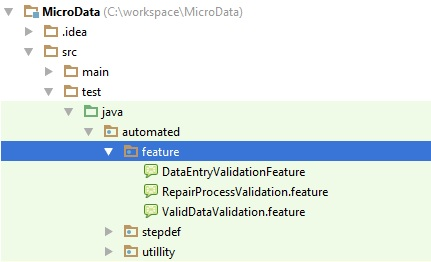 MicroData (C:\workspace\MicroData)
.idea
src
main
test
java
automated
feature
DataEntryValidationFeature
RepairProcessValidation.feature
ValidDataValidation.feature
stepdef
utillity